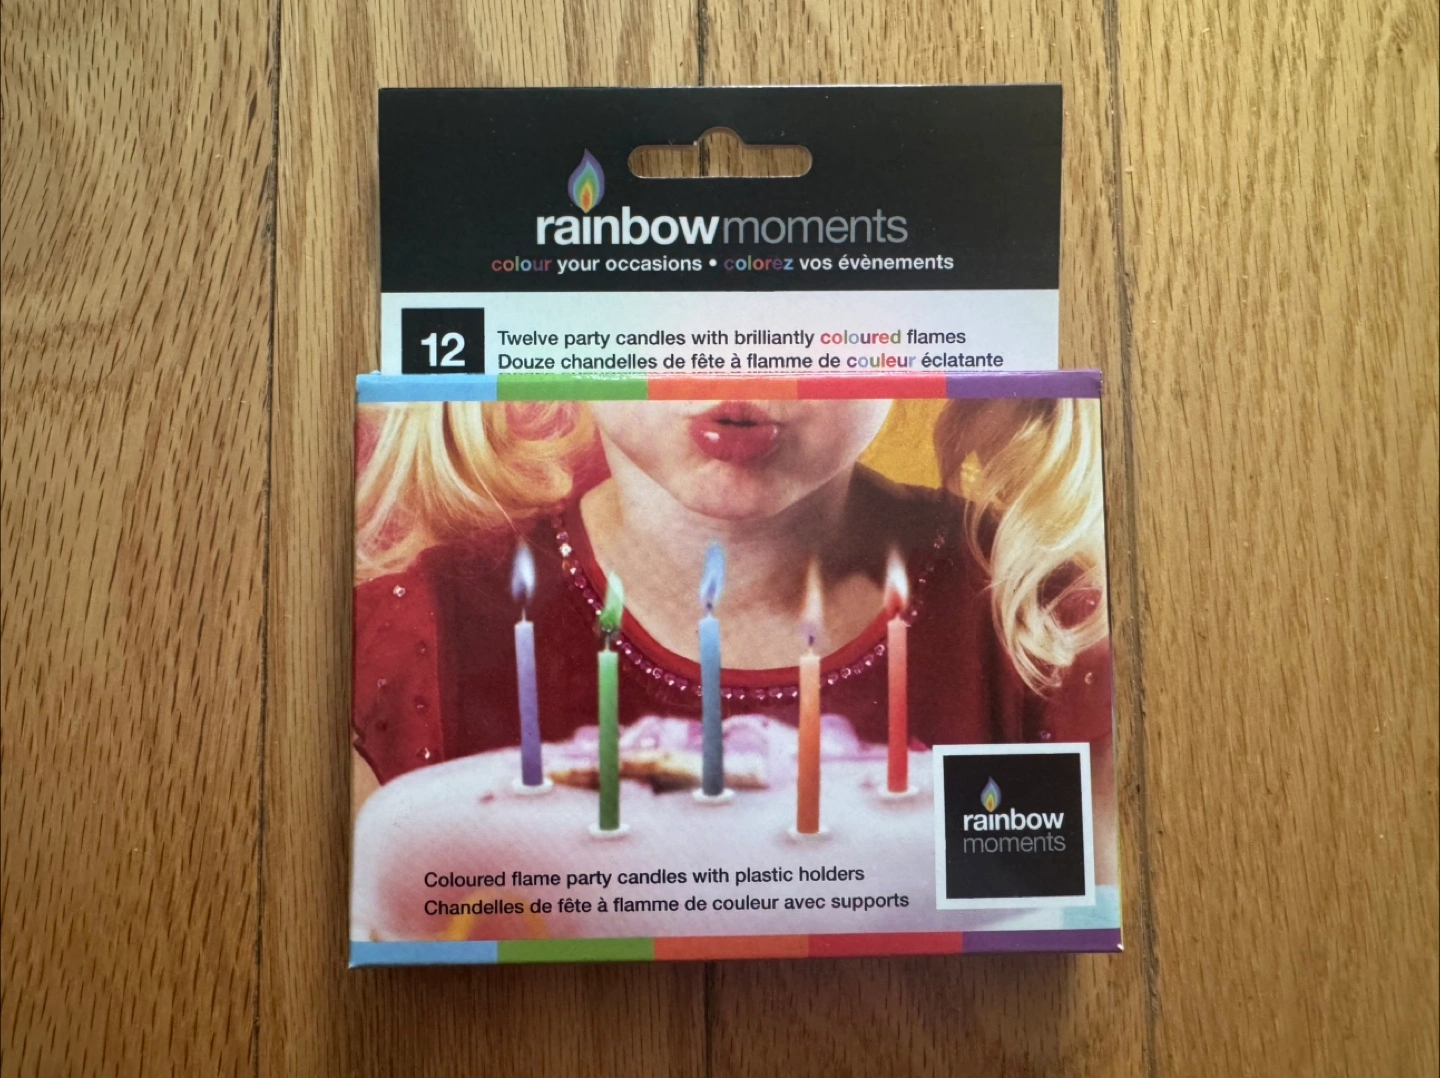 rainbowmoments
colour your occasions • colorez vos évènements
12
Twelve party candles with brilliantly coloured flames
Douze chandelles de fête à flamme de couleur éclatante
rainbow
moments
Coloured flame party candles with plastic holders
Chandelles de fête à flamme de couleur avec supports